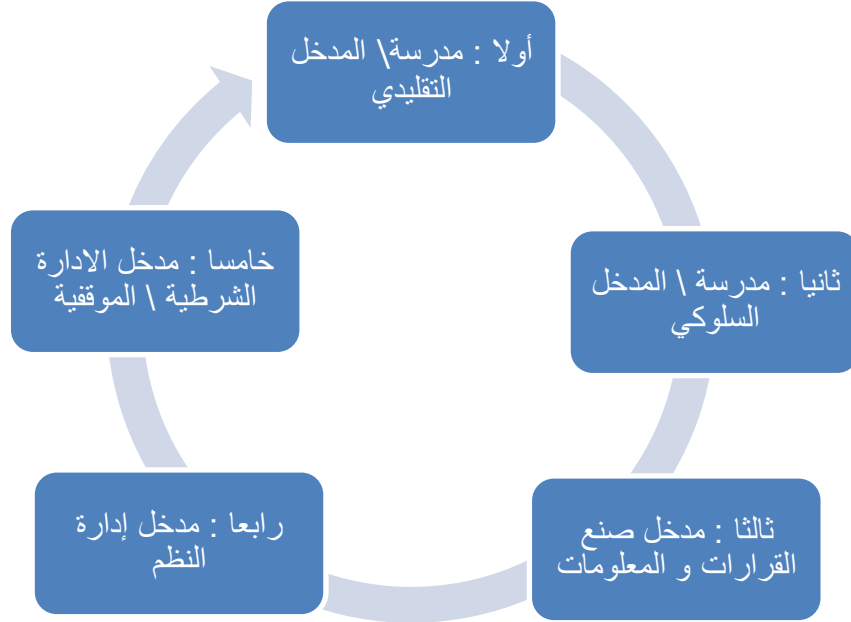 أولا : مدرسة\ المدخل
التقليدي
ثانيا : مدرسة \ المدخل
السلوكي
ثالثا : مدخل صنع
القرارات و المعلومات
رابعا : مدخل إدارة
النظم
خامسا : مدخل الادارة
الشرطية \ الموقفية